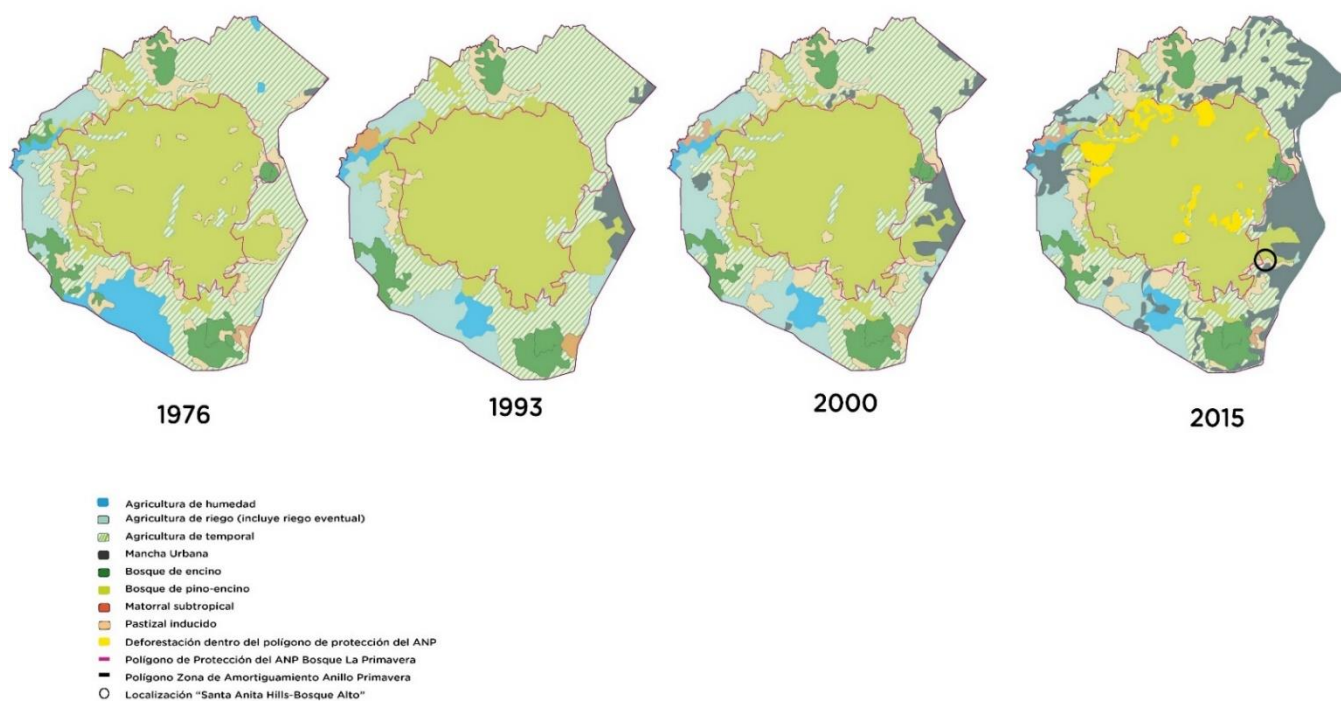 1976
1993
2000
2015
Agricultura de humedad
Agricultura de riego (incluye riego eventual)
Agricultura de temporal
Mancha Urbana
Bosque de encino
Bosque de pino-encino
Matorral subtropical
Pastizal inducido
Deforestación dentro del polígono de protección del ANP
Polígono de Protección del ANP Bosque La Primavera
Polígono Zona de Amortiguamiento Anillo Primavera
Localización “Santa Anita Hills-Bosque Alto”